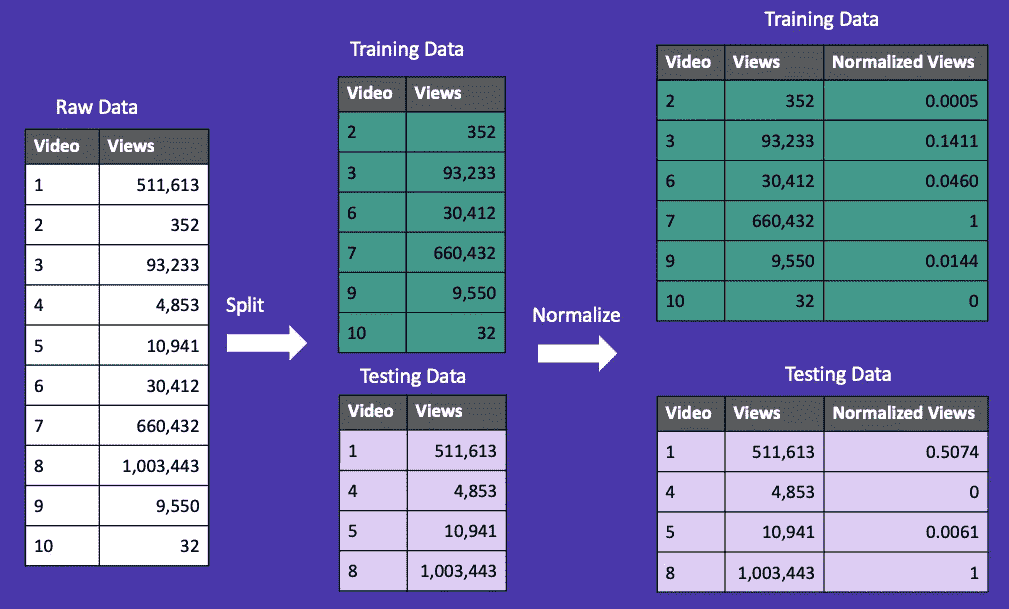 Raw Data
Video Views
1 511,613
2 352
3 93,233
4 4,853
5 10,941
6 30,412
7 660,432
8 1,003,443
9 9,550
10 32
Split
Training Data
Video Views
2 352
3 93,233
6 30,412
7 660,432
9 9,550
10 32
Testing Data
Video Views
1 511,613
4 4,853
5 10,941
8 1,003,443
Normalize
Training Data
Video Views Normalized Views
2 352 0.0005
3 93,233 0.1411
6 30,412 0.0460
7 660,432 1
9 9,550 0.0144
10 32 0
Testing Data
Video Views Normalized Views
1 511,613 0.5074
4 4,853 0
5 10,941 0.0061
8 1,003,443 1